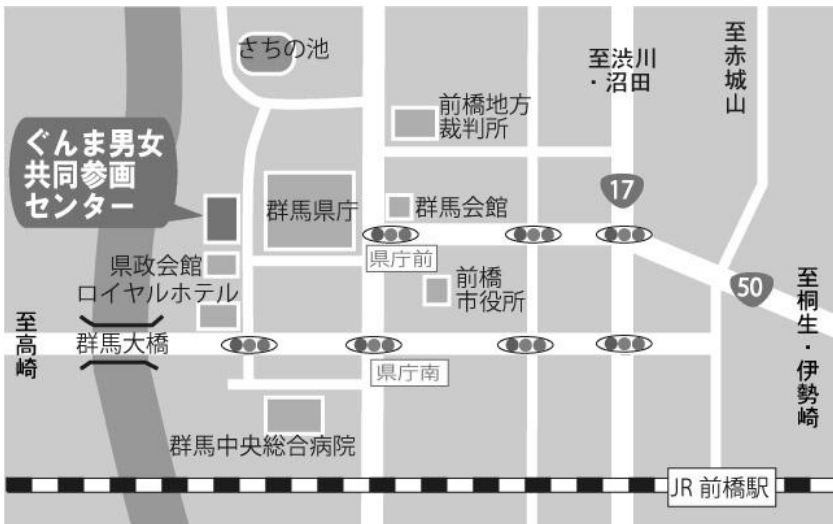 さちの池
至渋川
・沼田
至赤城山
前橋地方
裁判所
ぐんま男女
共同参画
センター
17
群馬県庁
群馬会館
県庁前
県政会館
前橋
市役所
50
ロイヤルホテル
至高崎
群馬大橋
至桐生・伊勢崎
県庁南
群馬中央総合病院
JR 前橋駅